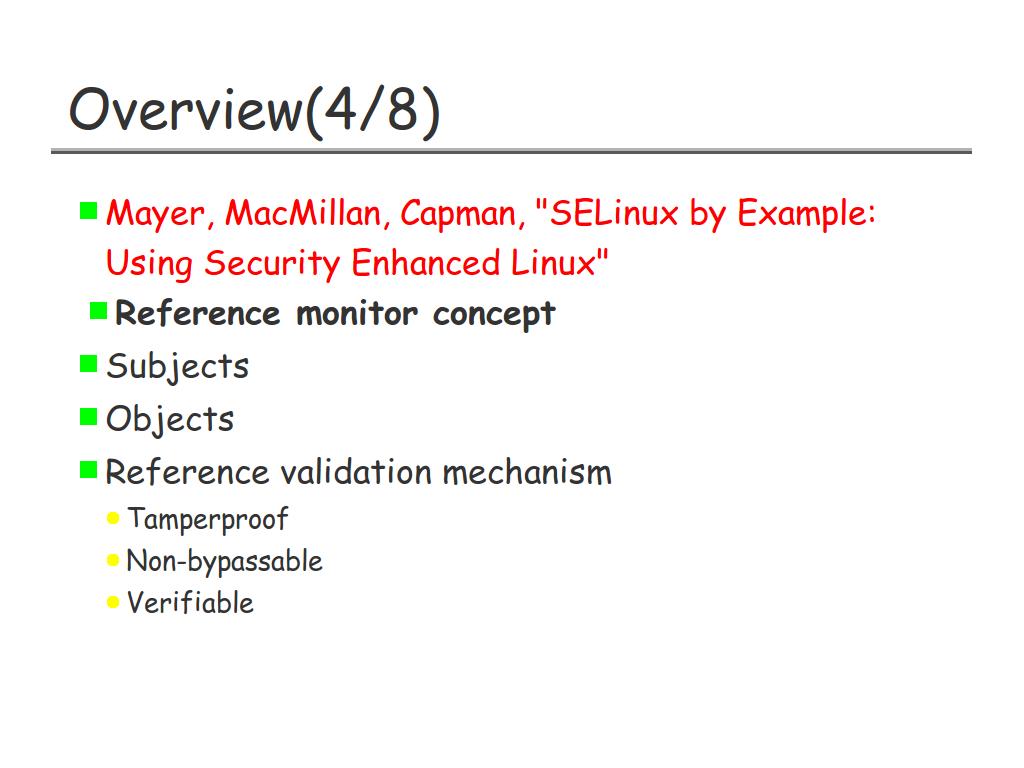 Overview(4/8)
Mayer, MacMillan, Capman, "SELinux by Example:
Using Security Enhanced Linux"
Reference monitor concept
Subjects
Objects
Reference validation mechanism
Tamperproof
Non-bypassable
Verifiable